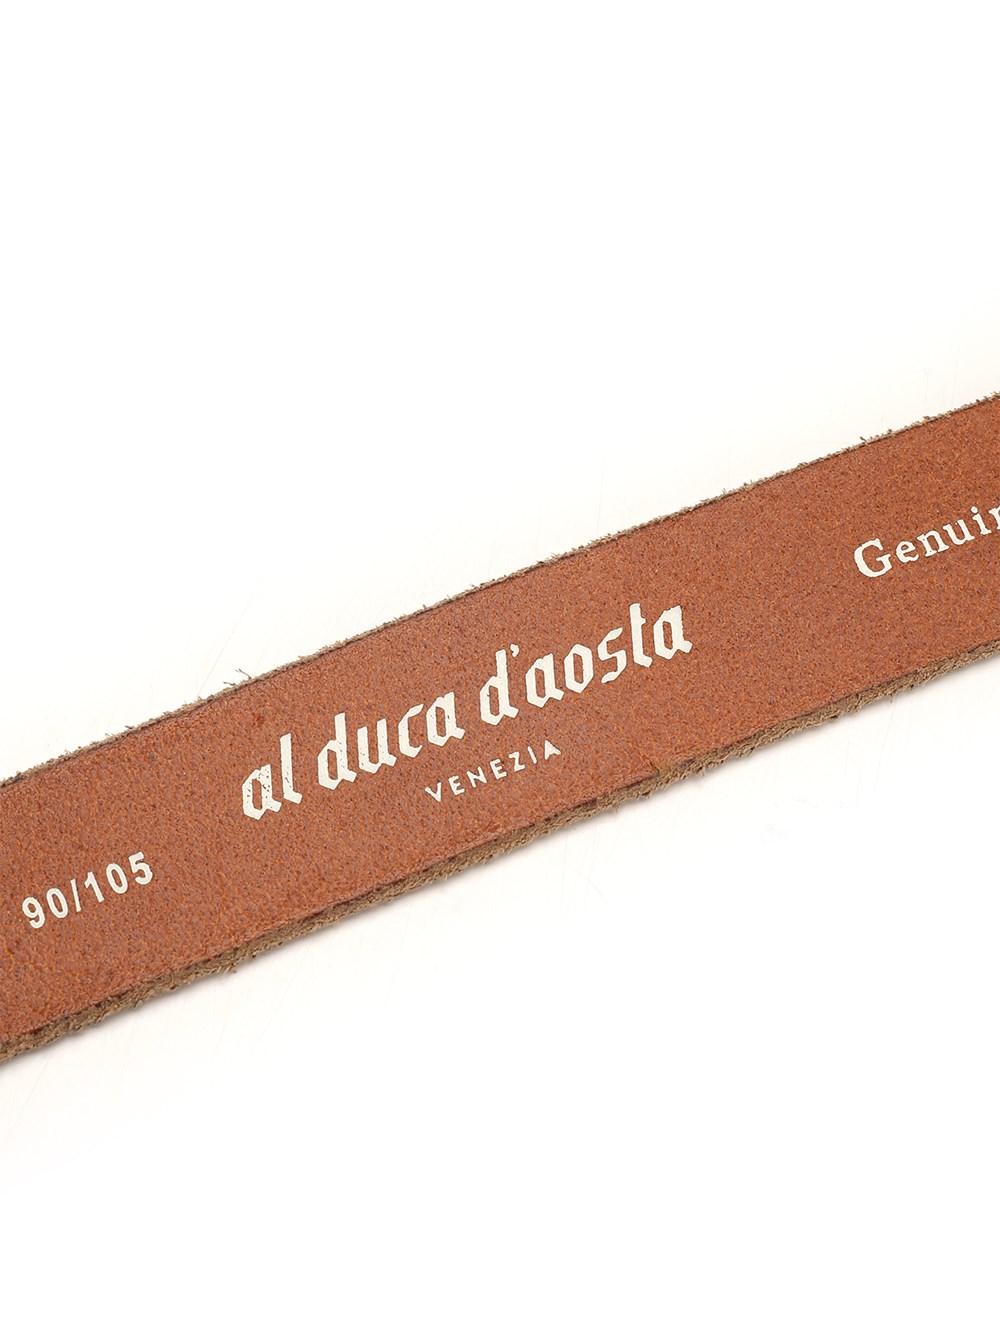 90/105
al duca d'aosta
VENEZIA